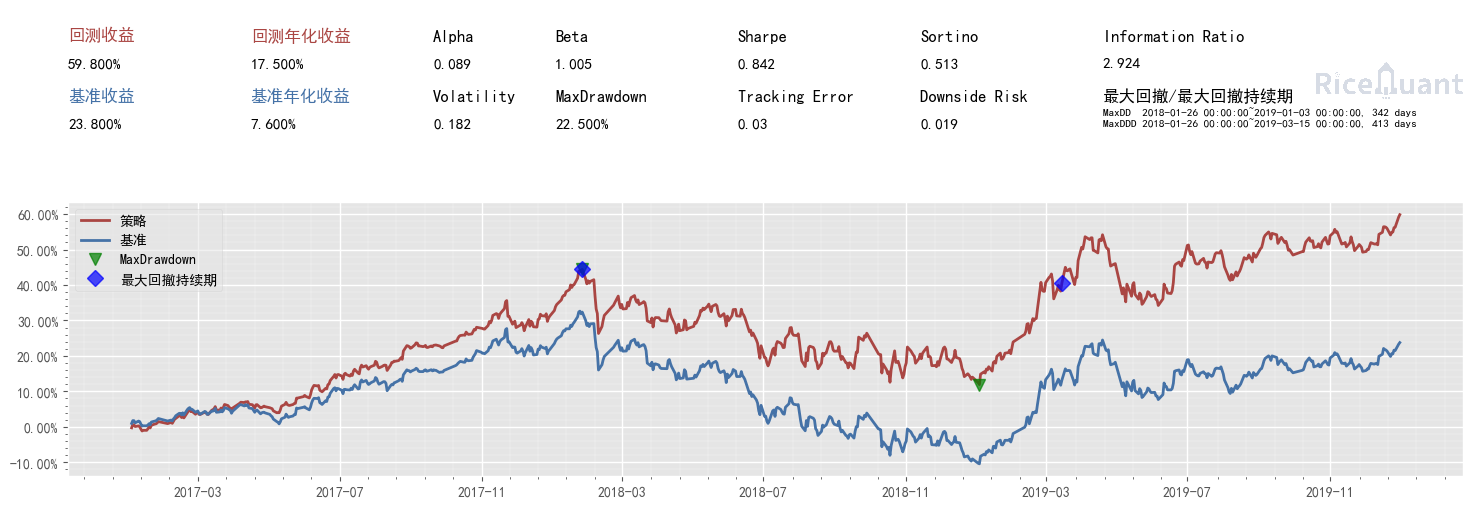 回测收益 回测年化收益 Alpha Beta Sharpe Sortino Information Ratio
59.800% 17.500% 0.089 1.005 0.842 0.513 2.924
RiceQuant
基准收益 基准年化收益 Volatility MaxDrawdown Tracking Error Downside Risk 最大回撤/最大回撤持续期
23.800% 7.600% 0.182 22.500% 0.03 0.019
MaxDD 2018-01-26 00:00:00~2019-01-03 00:00:00, 342 days
MaxDDD 2018-01-26 00:00:00~2019-03-15 00:00:00, 413 days
策略
基准
MaxDrawdown
最大回撤持续期
60.00%
50.00%
40.00%
30.00%
20.00%
10.00%
0.00%
-10.00%
2017-03 2017-07 2017-11 2018-03 2018-07 2018-11 2019-03 2019-07 2019-11